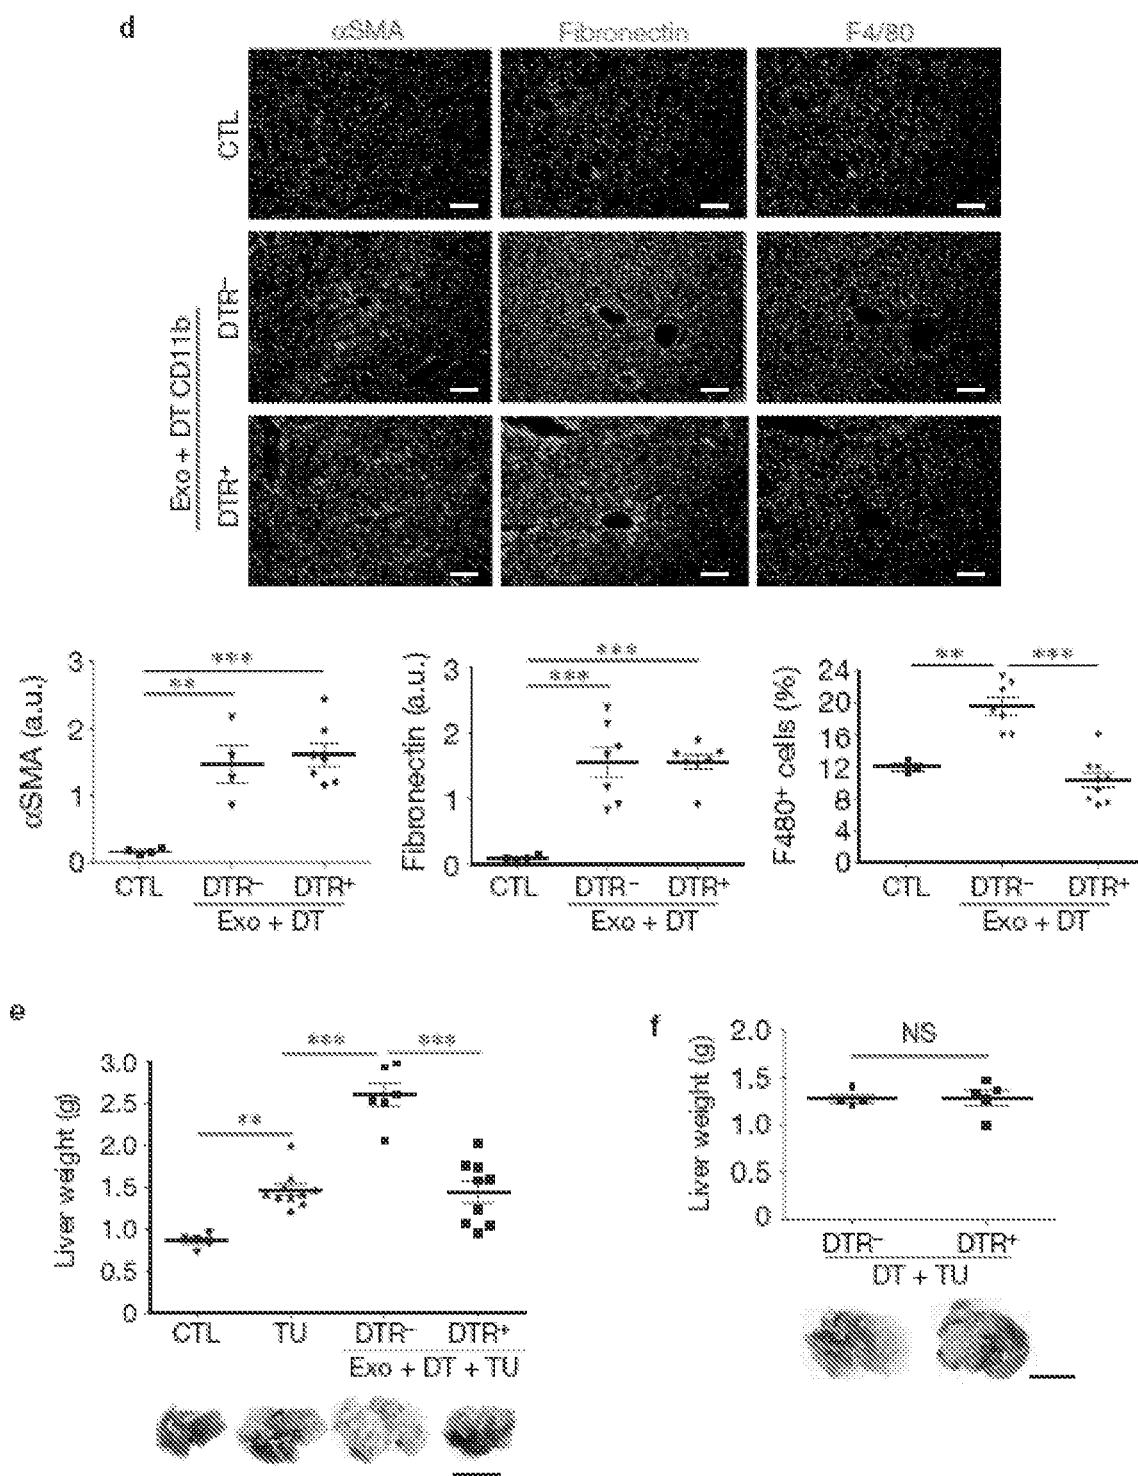 d
αSMA Fibronectin F4/80
CTL
DTR⁻
DTR⁺
Exo + DT CD11b
αSMA (a.u.)
3
2
1
0
***
**
CTL DTR⁻ DTR⁺
Exo + DT
Fibronectin (a.u.)
3
2
1
0
***
***
CTL DTR⁻ DTR⁺
Exo + DT
F480⁺ cells (%)
24
20
16
12
8
4
0
** ***
CTL DTR⁻ DTR⁺
Exo + DT
e
Liver weight (g)
3.0
2.5
2.0
1.5
1.0
0.5
0
*** ***
**
CTL TU DTR⁻ DTR⁺
Exo + DT + TU
f
Liver weight (g)
2.0
1.5
1.0
0.5
0
NS
DTR⁻ DTR⁺
DT + TU